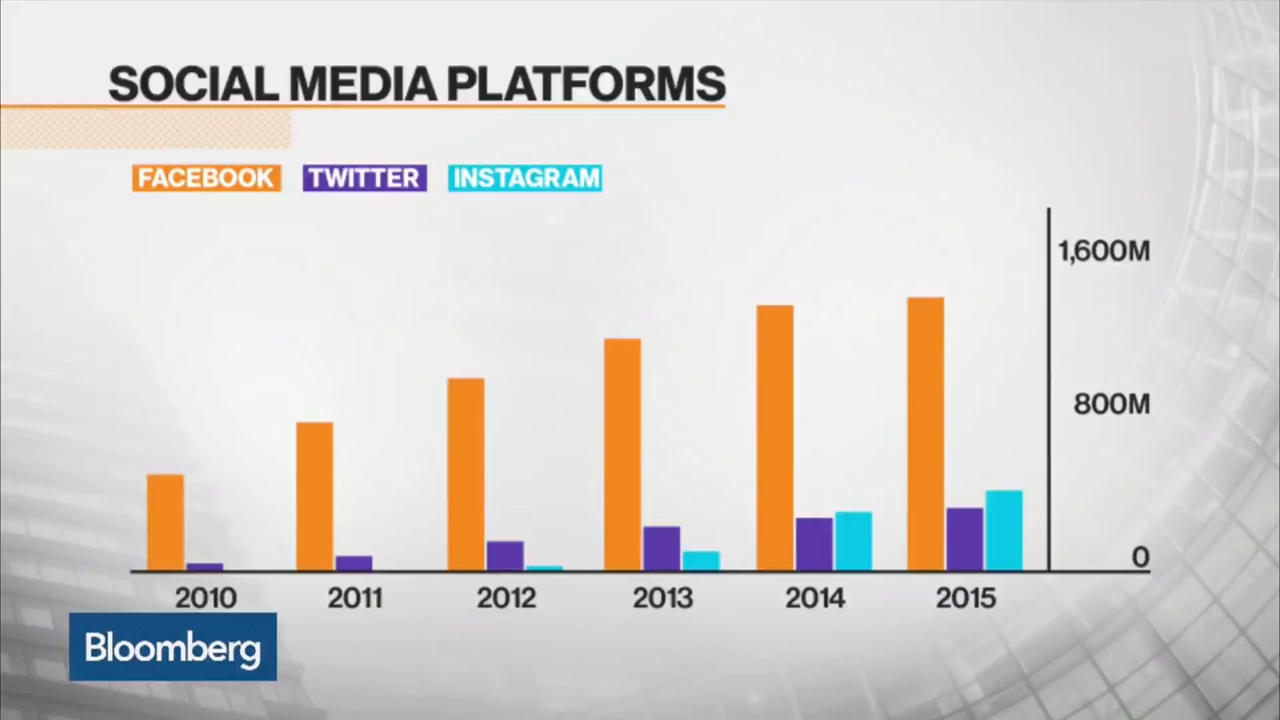 SOCIAL MEDIA PLATFORMS
FACEBOOK TWITTER INSTAGRAM
1,600M
800M
0
2010 2011 2012 2013 2014 2015
Bloomberg